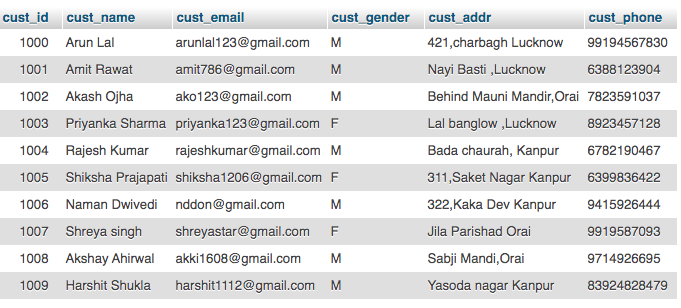 cust_id cust_name cust_email cust_gender cust_addr cust_phone
1000 Arun Lal arunlal123@gmail.com M 421,charbagh Lucknow 99194567830
1001 Amit Rawat amit786@gmail.com M Nayi Basti ,Lucknow 6388123904
1002 Akash Ojha ako123@gmail.com M Behind Mauni Mandir,Orai 7823591037
1003 Priyanka Sharma priyanka123@gmail.com F Lal banglow ,Lucknow 8923457128
1004 Rajesh Kumar rajeshkumar@gmail.com M Bada chaurah, Kanpur 6782190467
1005 Shiksha Prajapati shiksha1206@gmail.com F 311,Saket Nagar Kanpur 6399836422
1006 Naman Dwivedi nddon@gmail.com M 322,Kaka Dev Kanpur 9415926444
1007 Shreya singh shreyastar@gmail.com F Jila Parishad Orai 9919587093
1008 Akshay Ahirwal akki1608@gmail.com M Sabji Mandi,Orai 9714926695
1009 Harshit Shukla harshit1112@gmail.com M Yasoda nagar Kanpur 83924828479